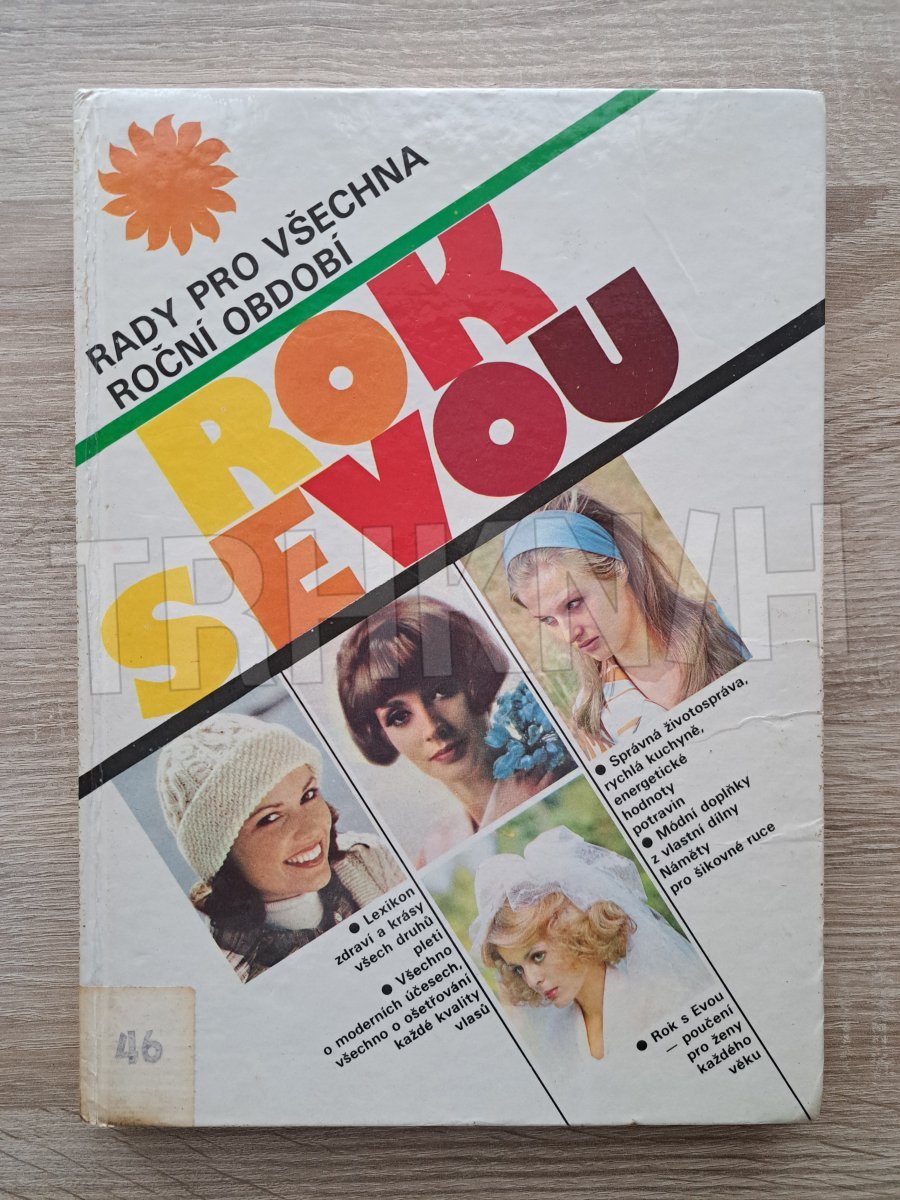 RADY PRO VŠECHNA
ROČNÍ OBDOBÍ
ROK
S EVOU
TRHKNIH
● Správná životospráva,
rychlá kuchyně,
energetické
hodnoty
potravin
● Módní doplňky
z vlastní dílny
Náměty
pro šikovné ruce
● Lexikon
zdraví a krásy
všech druhů
pleti
● Všechno
o moderních účesech,
všechno o ošetřování
každé kvality
vlasů
● Rok s Evou
— poučení
pro ženy
každého
věku
46